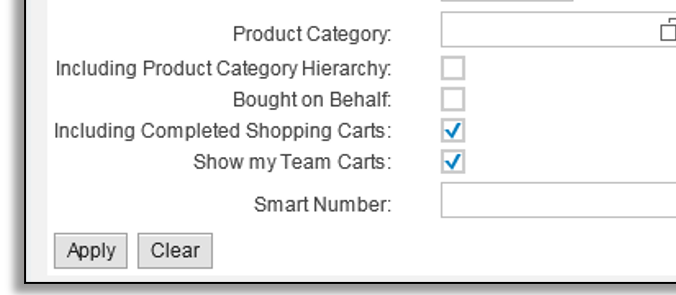 Product Category:
Including Product Category Hierarchy:
Bought on Behalf:
Including Completed Shopping Carts:
Show my Team Carts:
Smart Number:
Apply Clear